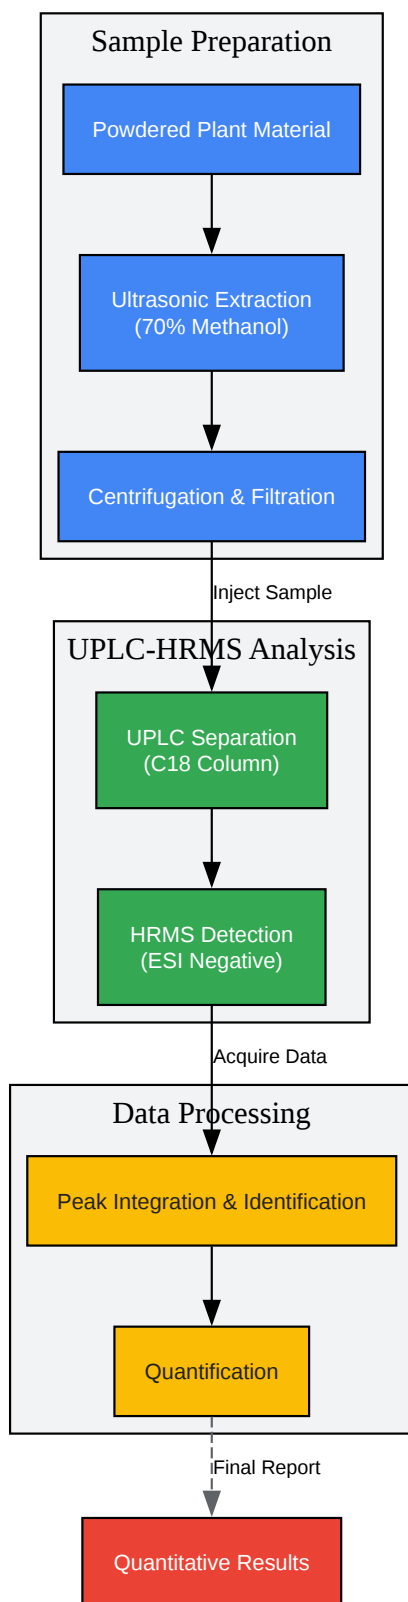 Sample Preparation
Powdered Plant Material
Ultrasonic Extraction
(70% Methanol)
Centrifugation & Filtration
Inject Sample
UPLC-HRMS Analysis
UPLC Separation
(C18 Column)
HRMS Detection
(ESI Negative)
Acquire Data
Data Processing
Peak Integration & Identification
Quantification
Final Report
Quantitative Results